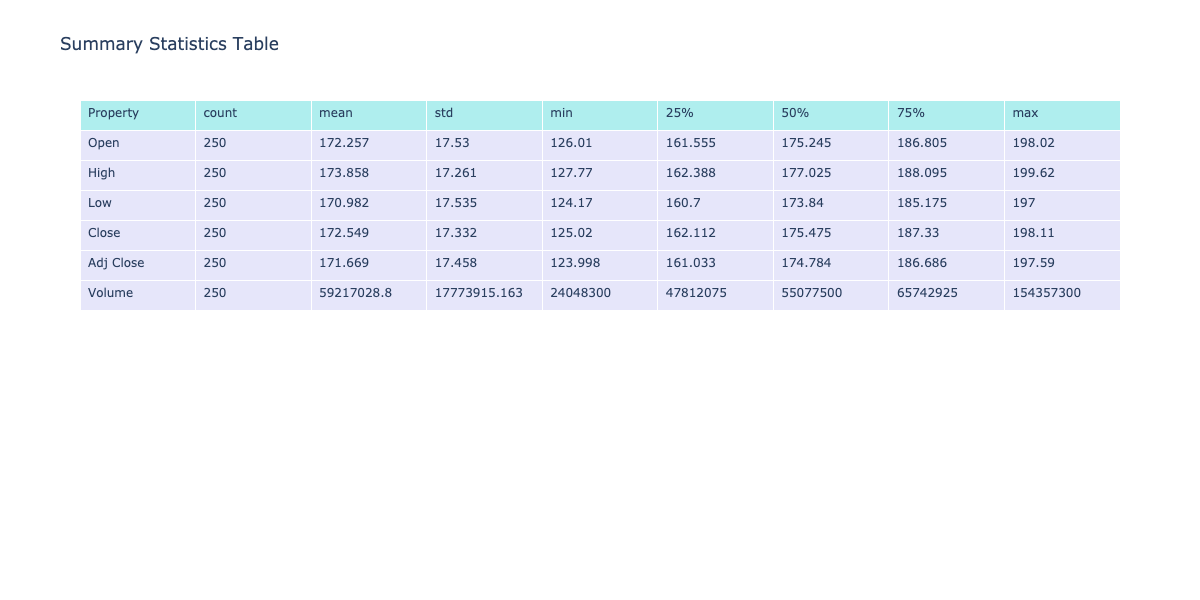 Summary Statistics Table
Property count mean std min 25% 50% 75% max
Open 250 172.257 17.53 126.01 161.555 175.245 186.805 198.02
High 250 173.858 17.261 127.77 162.388 177.025 188.095 199.62
Low 250 170.982 17.535 124.17 160.7 173.84 185.175 197
Close 250 172.549 17.332 125.02 162.112 175.475 187.33 198.11
Adj Close 250 171.669 17.458 123.998 161.033 174.784 186.686 197.59
Volume 250 59217028.8 17773915.163 24048300 47812075 55077500 65742925 154357300